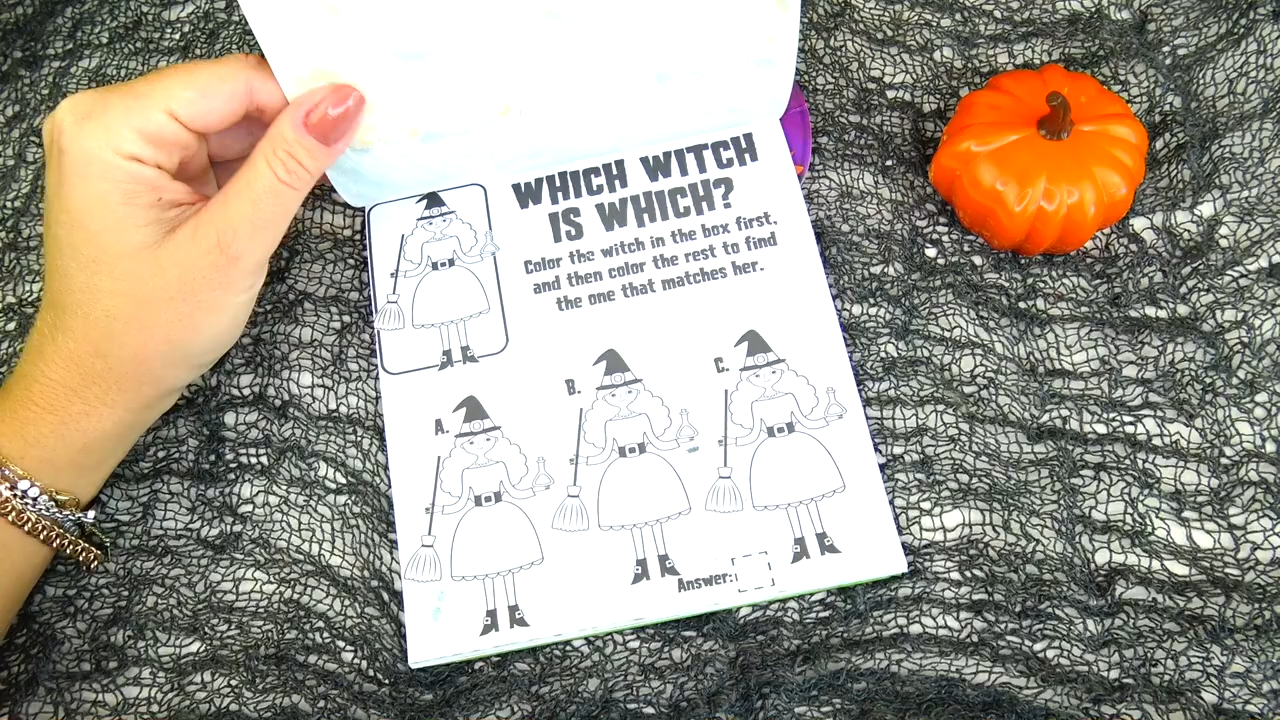 WHICH WITCH
IS WHICH?
Color the witch in the box first,
and then color the rest to find
the one that matches her.
A.
B.
C.
Answer: